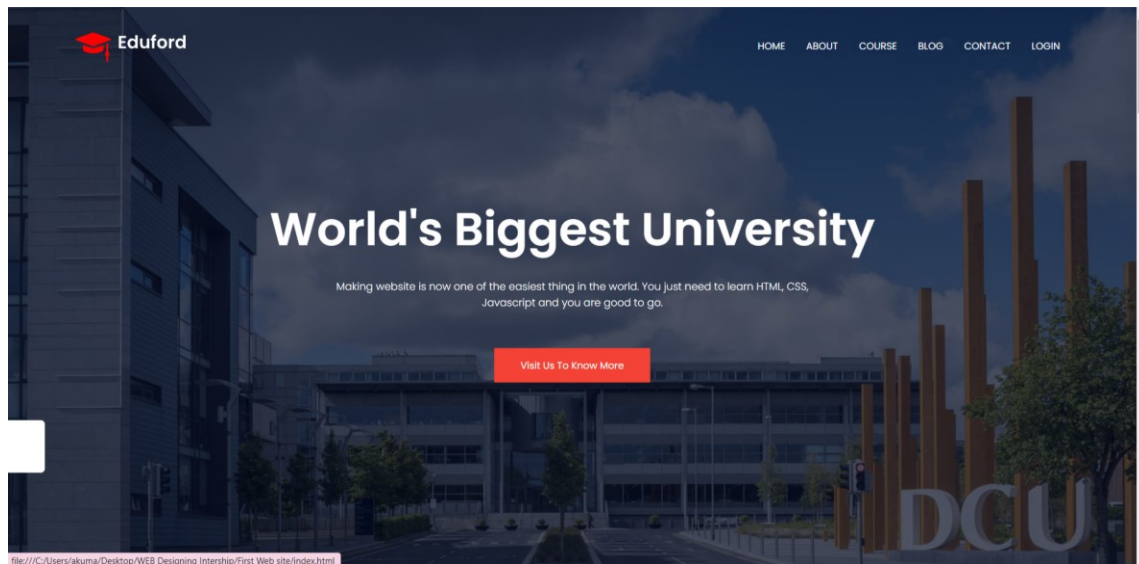 Eduford
HOME ABOUT COURSE BLOG CONTACT LOGIN
World's Biggest University
Making website is now one of the easiest thing in the world. You just need to learn HTML, CSS,
Javascript and you are good to go.
Visit Us To Know More
DCU
file:///C:/Users/akuma/Desktop/WEB Designing Intership/First Web site/index.html